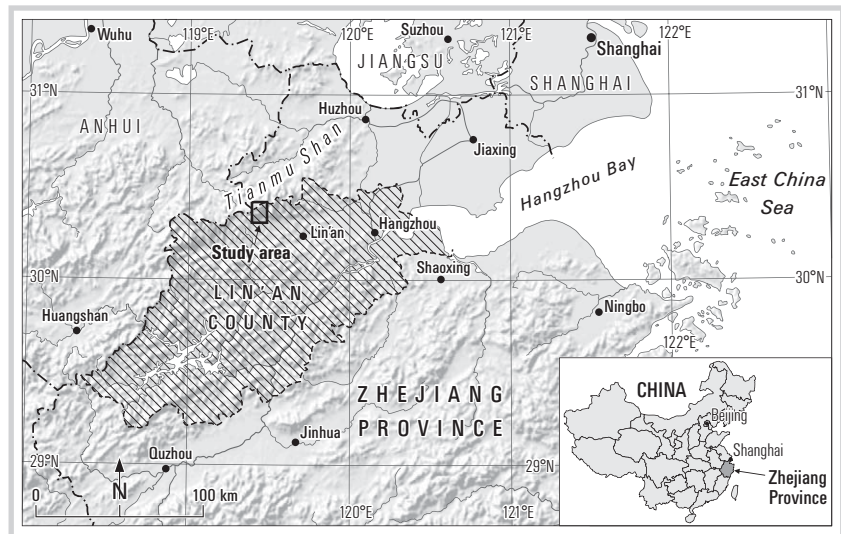 Wuhu
119°E
120°E
Suzhou
121°E
122°E
Shanghai
JIANGSU
SHANGHAI
31°N
31°N
ANHUI
Huzhou
Jiaxing
Tianmu Shan
Hangzhou Bay
East China
Sea
Hangzhou
Lin'an
Study area
Shaoxing
30°N
30°N
LIN'AN
COUNTY
Huangshan
Ningbo
122°E
ZHEJIANG
PROVINCE
CHINA
Beijing
Jinhua
Quzhou
Shanghai
29°N
29°N
Zhejiang
Province
0
N
100 km
120°E
121°E